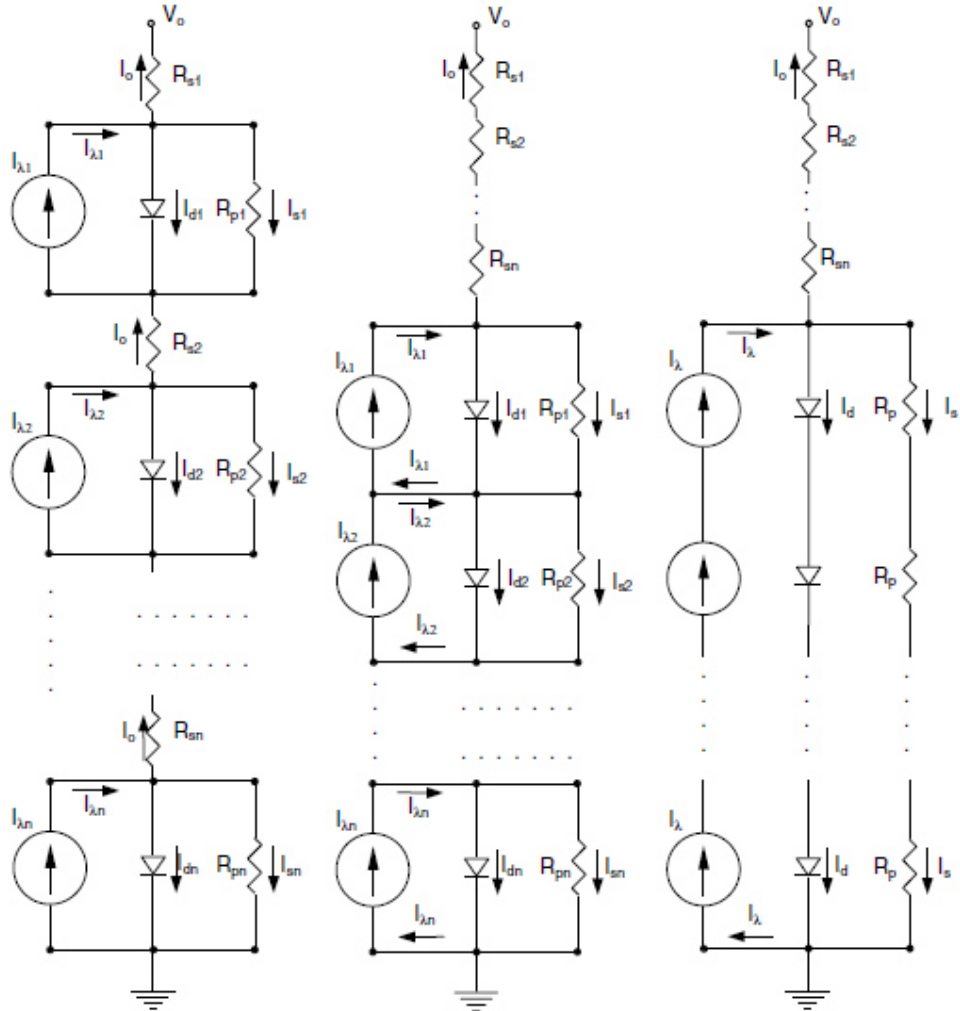 Vo
Io Rs1
Iλ1
Iλ1
Id1 Rp1 Is1
Io Rs2
Iλ2
Iλ2
Id2 Rp2 Is2
Io Rsn
Iλn
Iλn
Idn Rpn Isn
Vo
Io Rs1
Rs2
Rsn
Iλ1
Iλ1
Id1 Rp1 Is1
Iλ1
Iλ2
Iλ2
Id2 Rp2 Is2
Iλ2
Iλn
Iλn
Idn Rpn Isn
Iλn
Vo
Io Rs1
Rs2
Rsn
Iλ
Iλ
Id Rp Is
Rp
Iλ
Id Rp Is
Iλ